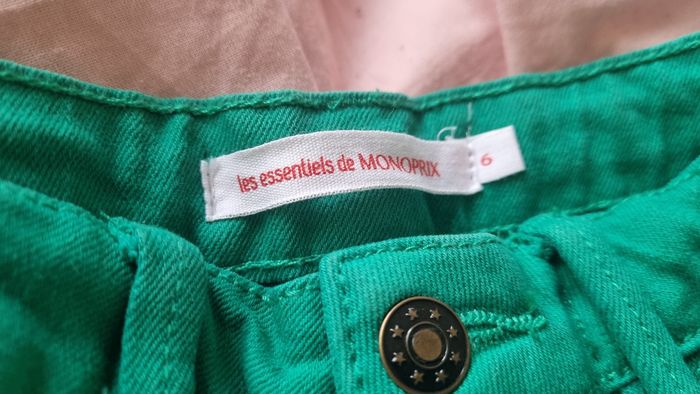 les essentiels de MONOPRIX
6